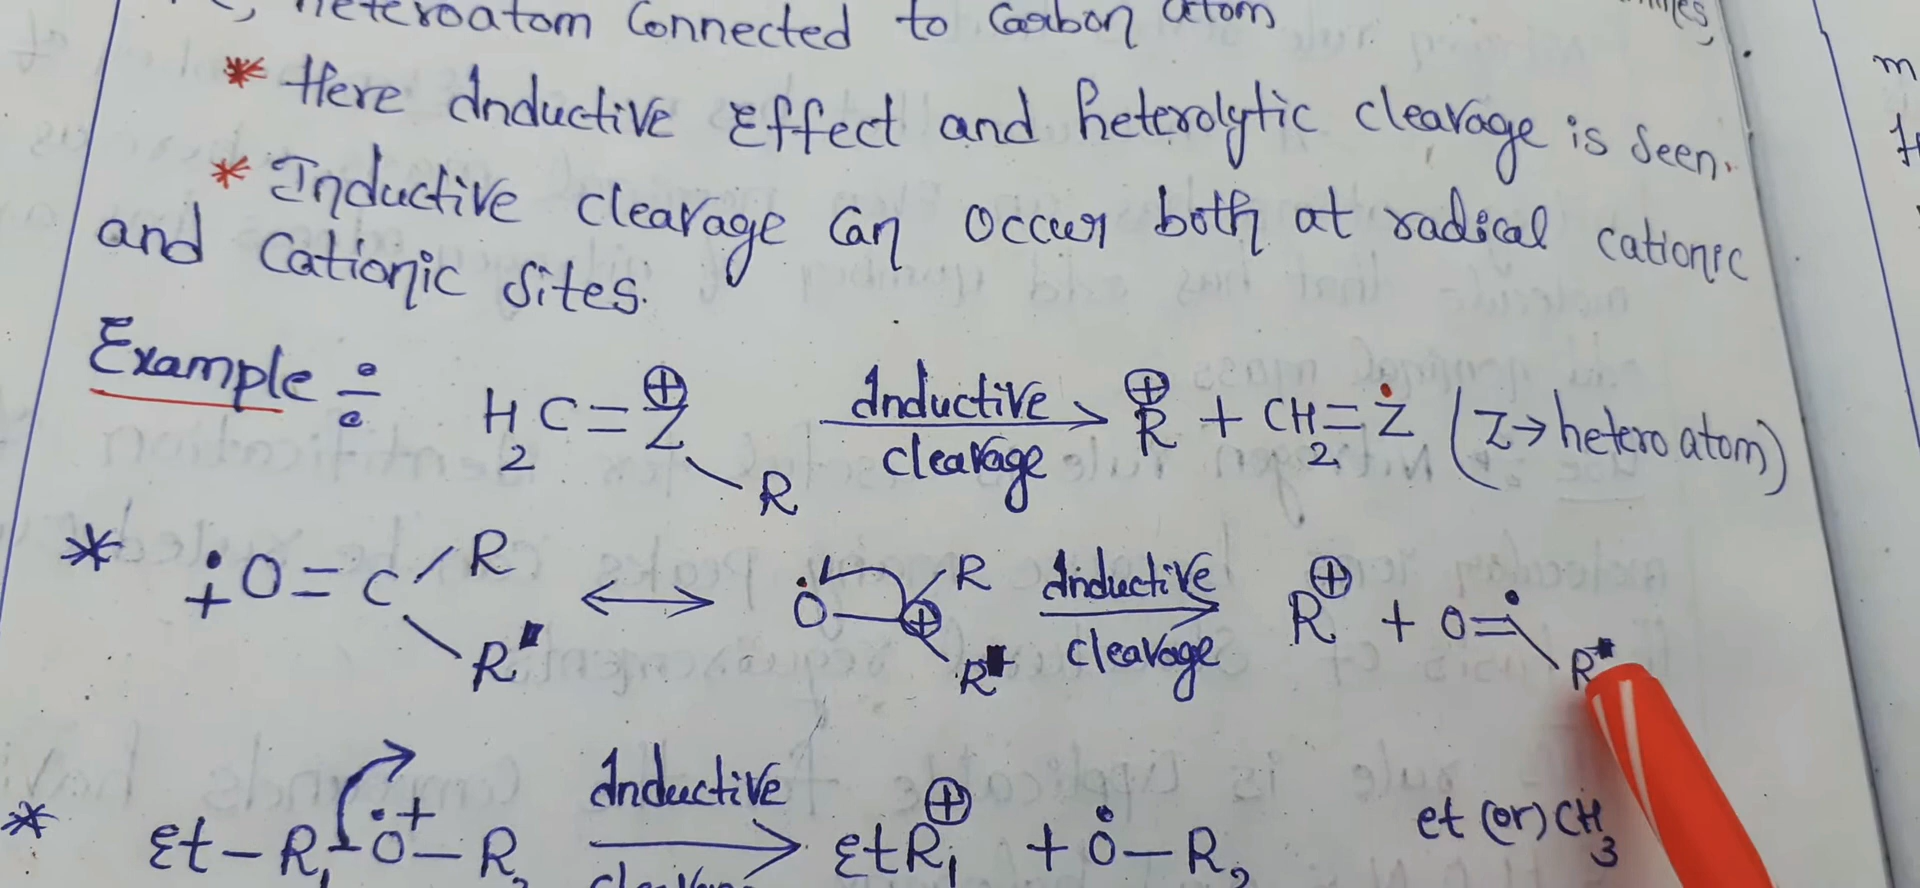 heteroatom Connected to Carbon atom
* Here Inductive Effect and heterolytic cleavage is seen.
* Inductive cleavage can occur both at radical cationic
and cationic sites.
Example ÷ H2C=Z⊕–R Inductive cleavage → R⊕ + CH2=Ż (Z→hetero atom)
* ∔O=C R R" ↔ Ȯ–⊕ R R Inductive cleavage → R⊕ + O=Ċ R
* Et–R1–Ȯ+–R2 Inductive → EtR1⊕ + Ȯ–R2 et (or) CH3